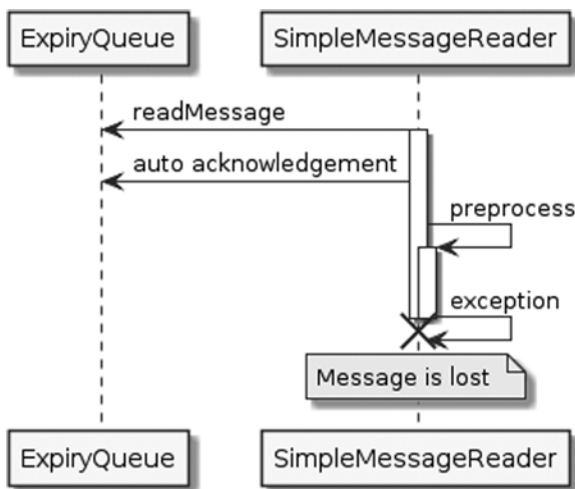 ExpiryQueue
SimpleMessageReader
readMessage
auto acknowledgement
preprocess
exception
Message is lost
ExpiryQueue
SimpleMessageReader